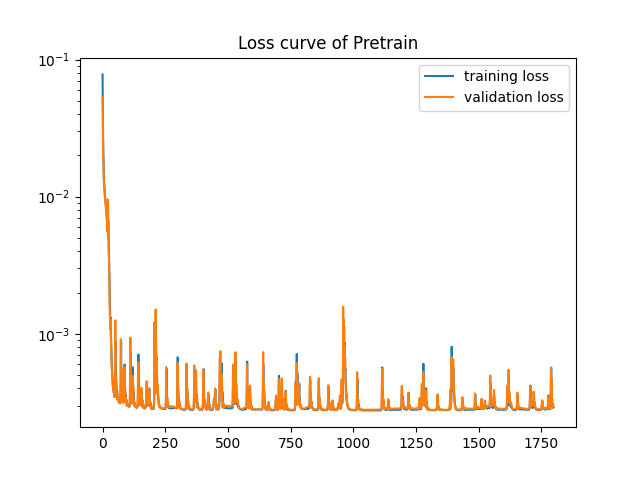 Loss curve of Pretrain
training loss
validation loss
10⁻¹
10⁻²
10⁻³
0 250 500 750 1000 1250 1500 1750